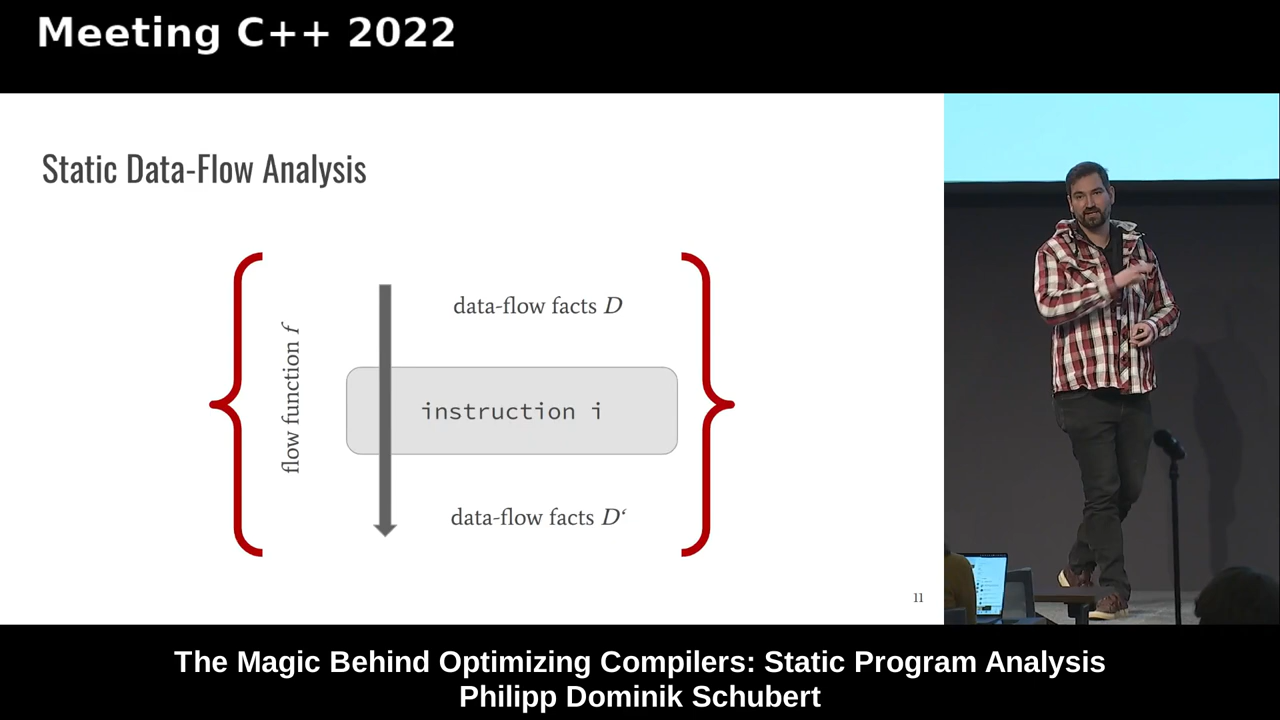 Meeting C++ 2022
Static Data-Flow Analysis
flow function f
data-flow facts D
instruction i
data-flow facts D‘
11
The Magic Behind Optimizing Compilers: Static Program Analysis
Philipp Dominik Schubert